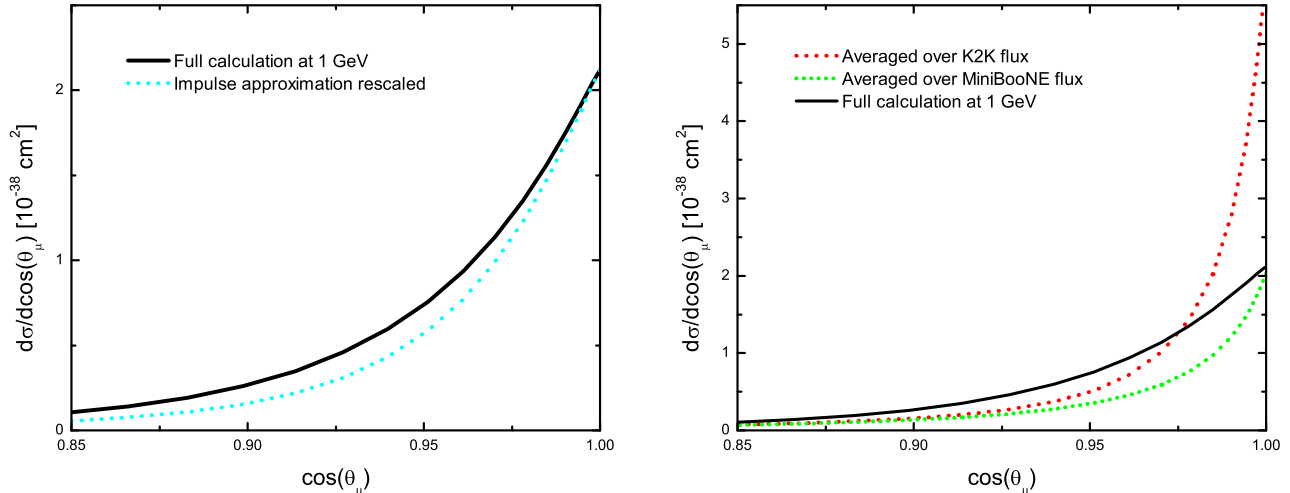 Full calculation at 1 GeV
Impulse approximation rescaled
2
1
0
0.85 0.90 0.95 1.00
cos(θμ)
dσ/dcos(θμ) [10⁻³⁸ cm²]
Averaged over K2K flux
Averaged over MiniBooNE flux
Full calculation at 1 GeV
5
4
3
2
1
0
0.85 0.90 0.95 1.00
cos(θμ)
dσ/dcos(θμ) [10⁻³⁸ cm²]